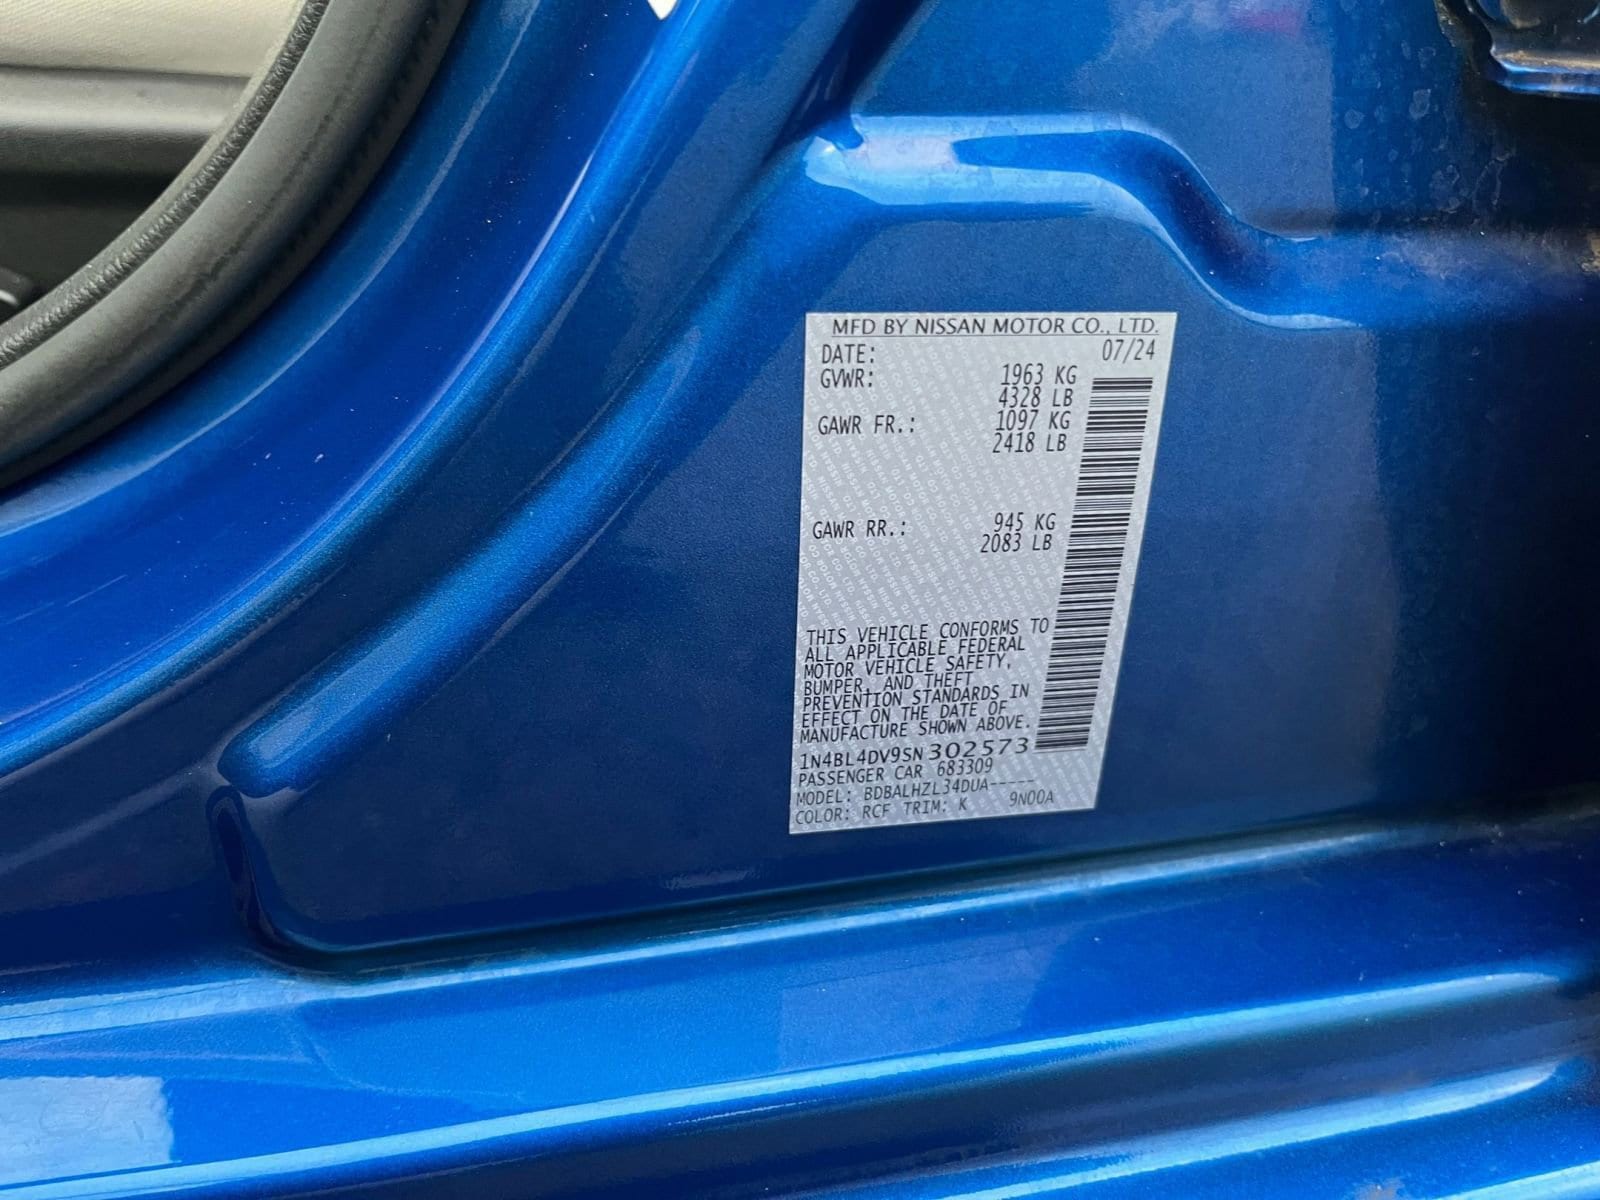 MFD BY NISSAN MOTOR CO., LTD.
DATE: 07/24
GVWR: 1963 KG
4328 LB
GAWR FR.: 1097 KG
2418 LB
GAWR RR.: 945 KG
2083 LB
THIS VEHICLE CONFORMS TO
ALL APPLICABLE FEDERAL
MOTOR VEHICLE SAFETY,
BUMPER, AND THEFT
PREVENTION STANDARDS IN
EFFECT ON THE DATE OF
MANUFACTURE SHOWN ABOVE.
1N4BL4DV9SN302573
PASSENGER CAR 683309
MODEL: BDBALHZL34DUA-----
COLOR: RCF TRIM: K 9N00A